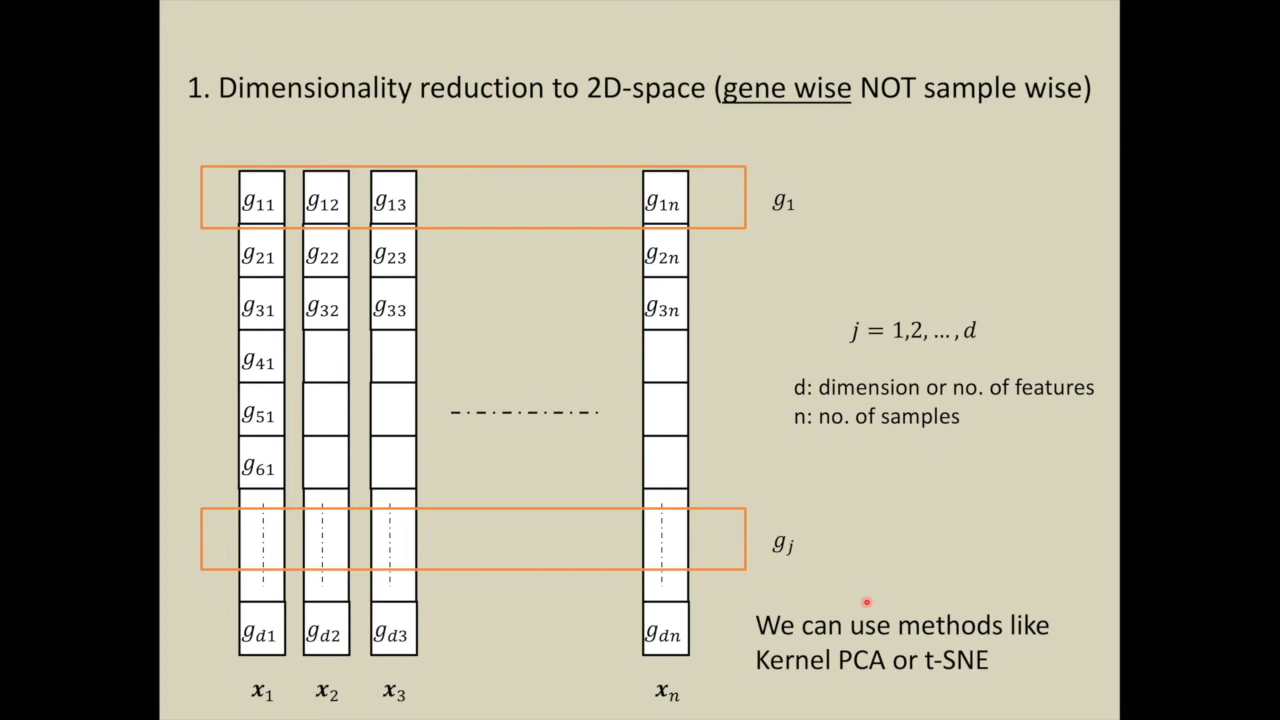 1. Dimensionality reduction to 2D-space (gene wise NOT sample wise)
g11 g12 g13 g1n g1
g21 g22 g23 g2n
g31 g32 g33 g3n
j = 1,2, … , d
g41
d: dimension or no. of features
n: no. of samples
g51
g61
gj
gd1 gd2 gd3 gdn
We can use methods like
Kernel PCA or t-SNE
x1 x2 x3 xn